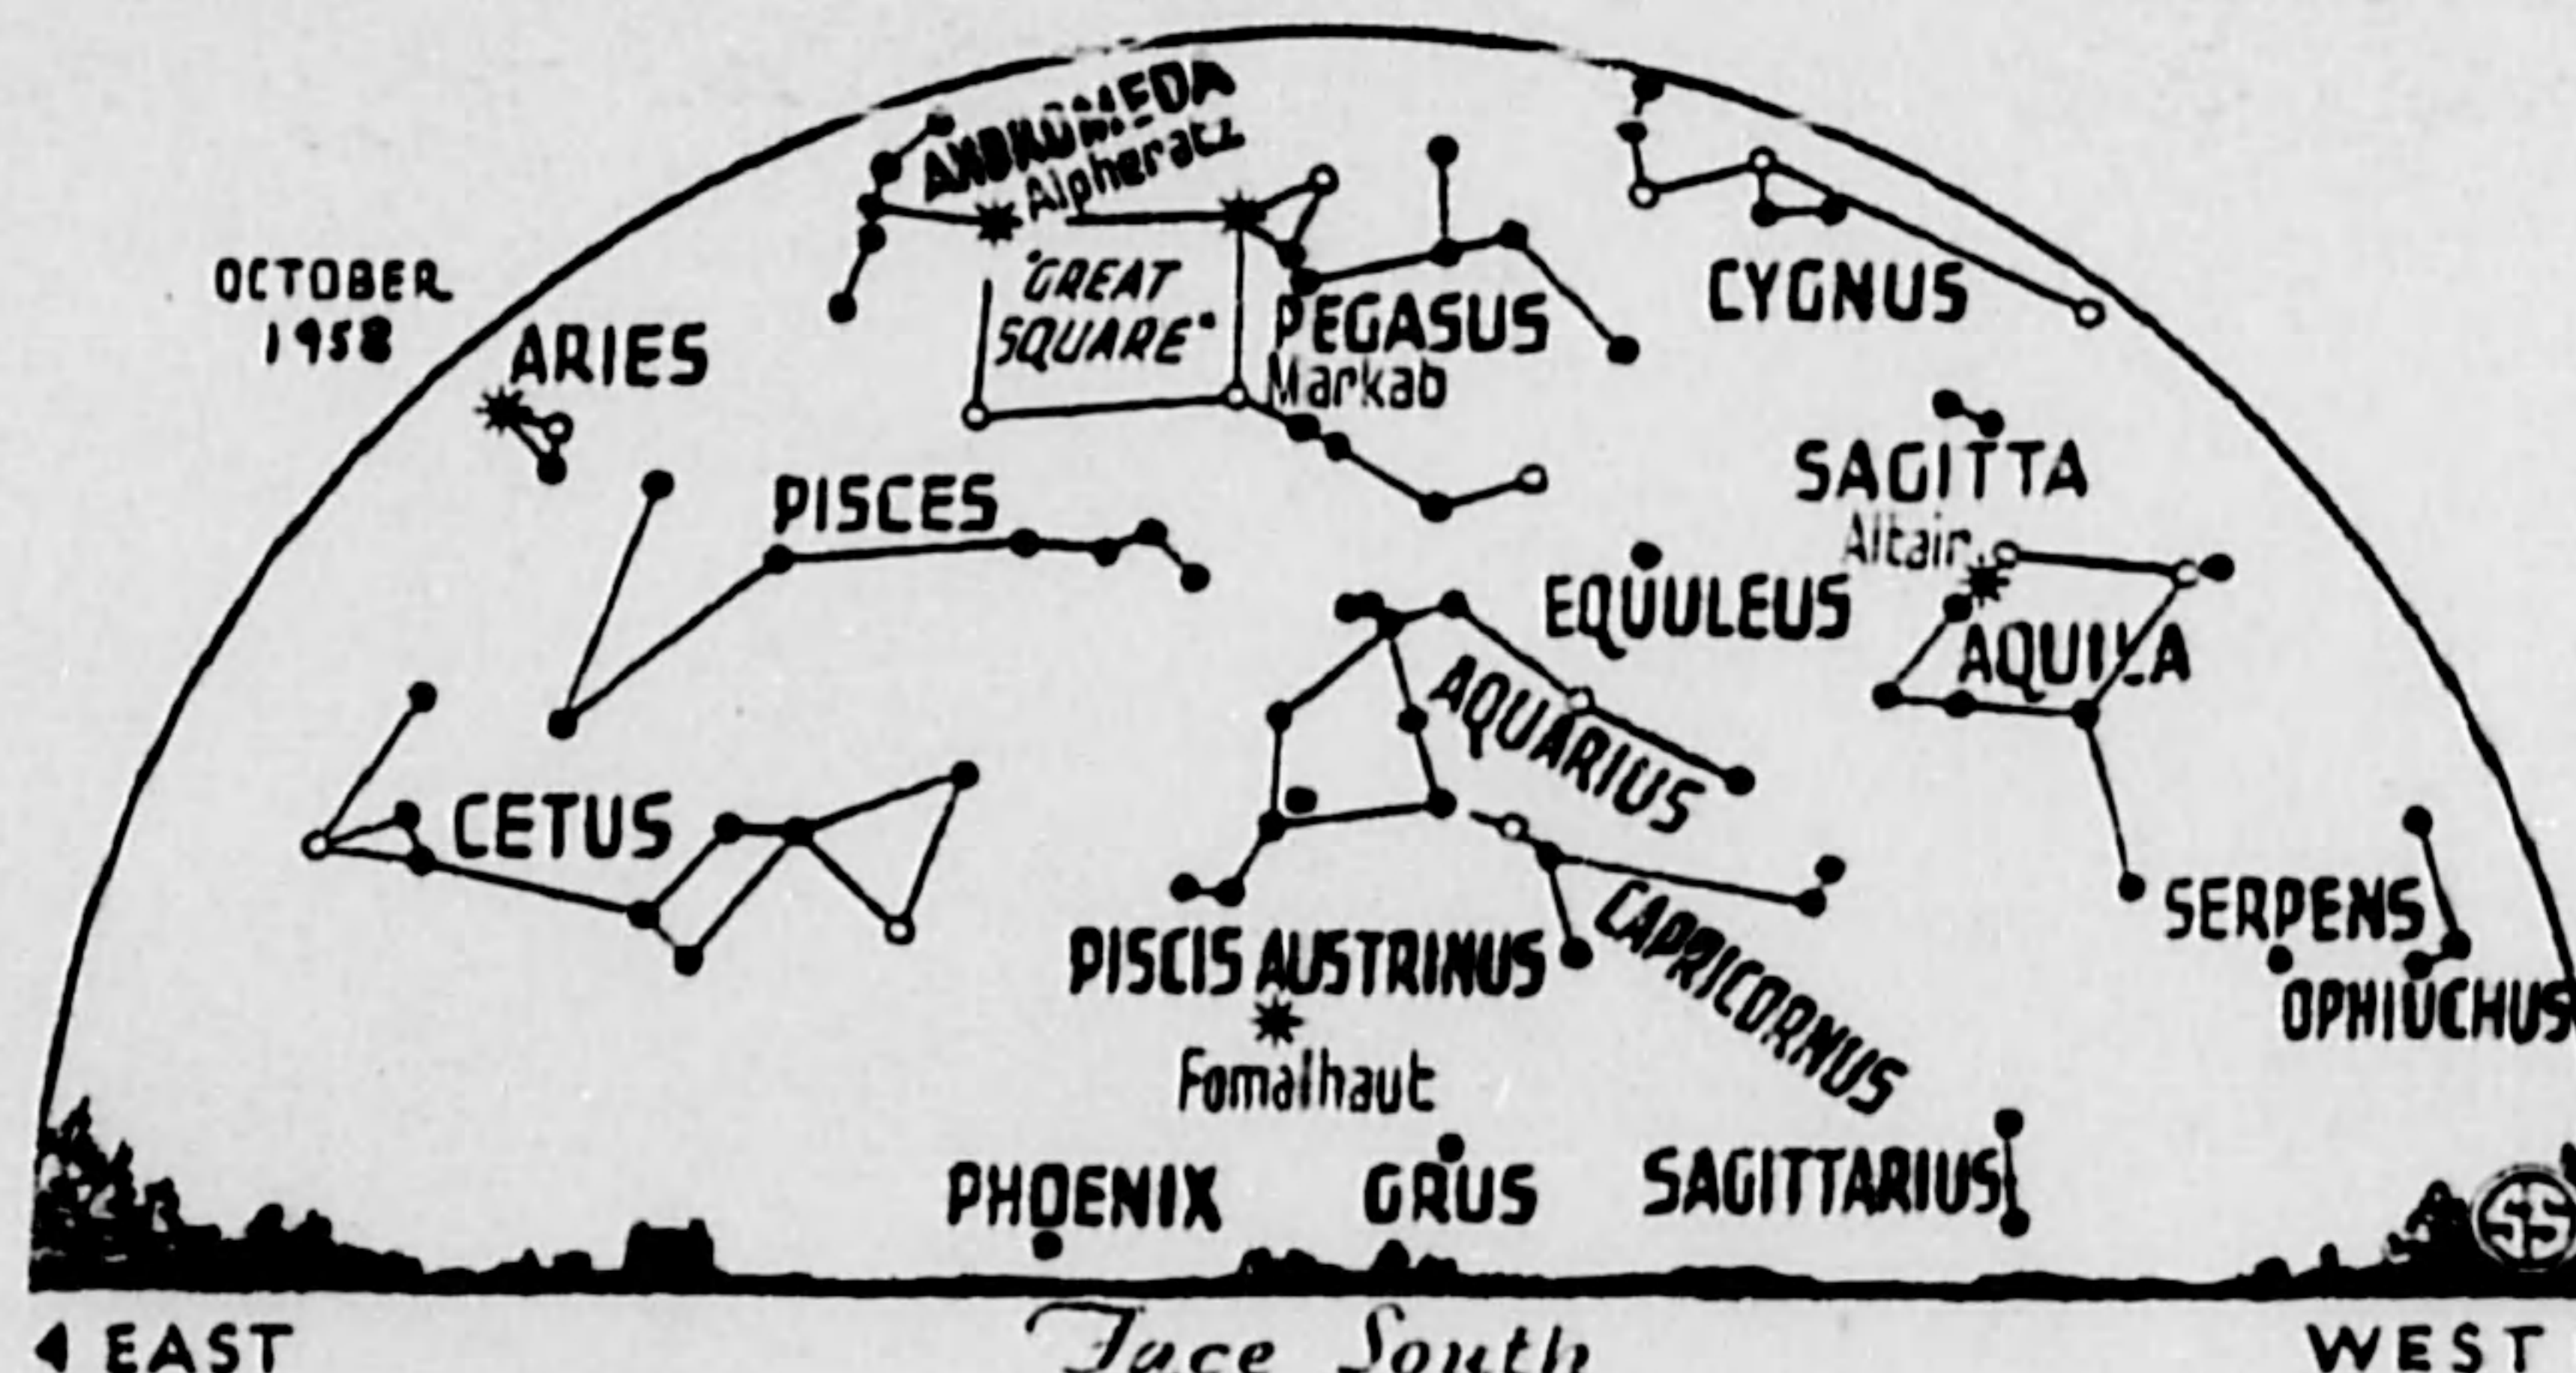 ANDROMEDA
Alpheratz
OCTOBER
1958
"GREAT
SQUARE"
CYGNUS
ARIES
PEGASUS
Markab
SAGITTA
PISCES
Altair
EQUULEUS
AQUILA
AQUARIUS
CETUS
SERPENS
CAPRICORNUS
PISCIS AUSTRINUS
OPHIUCHUS
Fomalhaut
PHOENIX
GRUS
SAGITTARIUS
SS
EAST
Face South
WEST